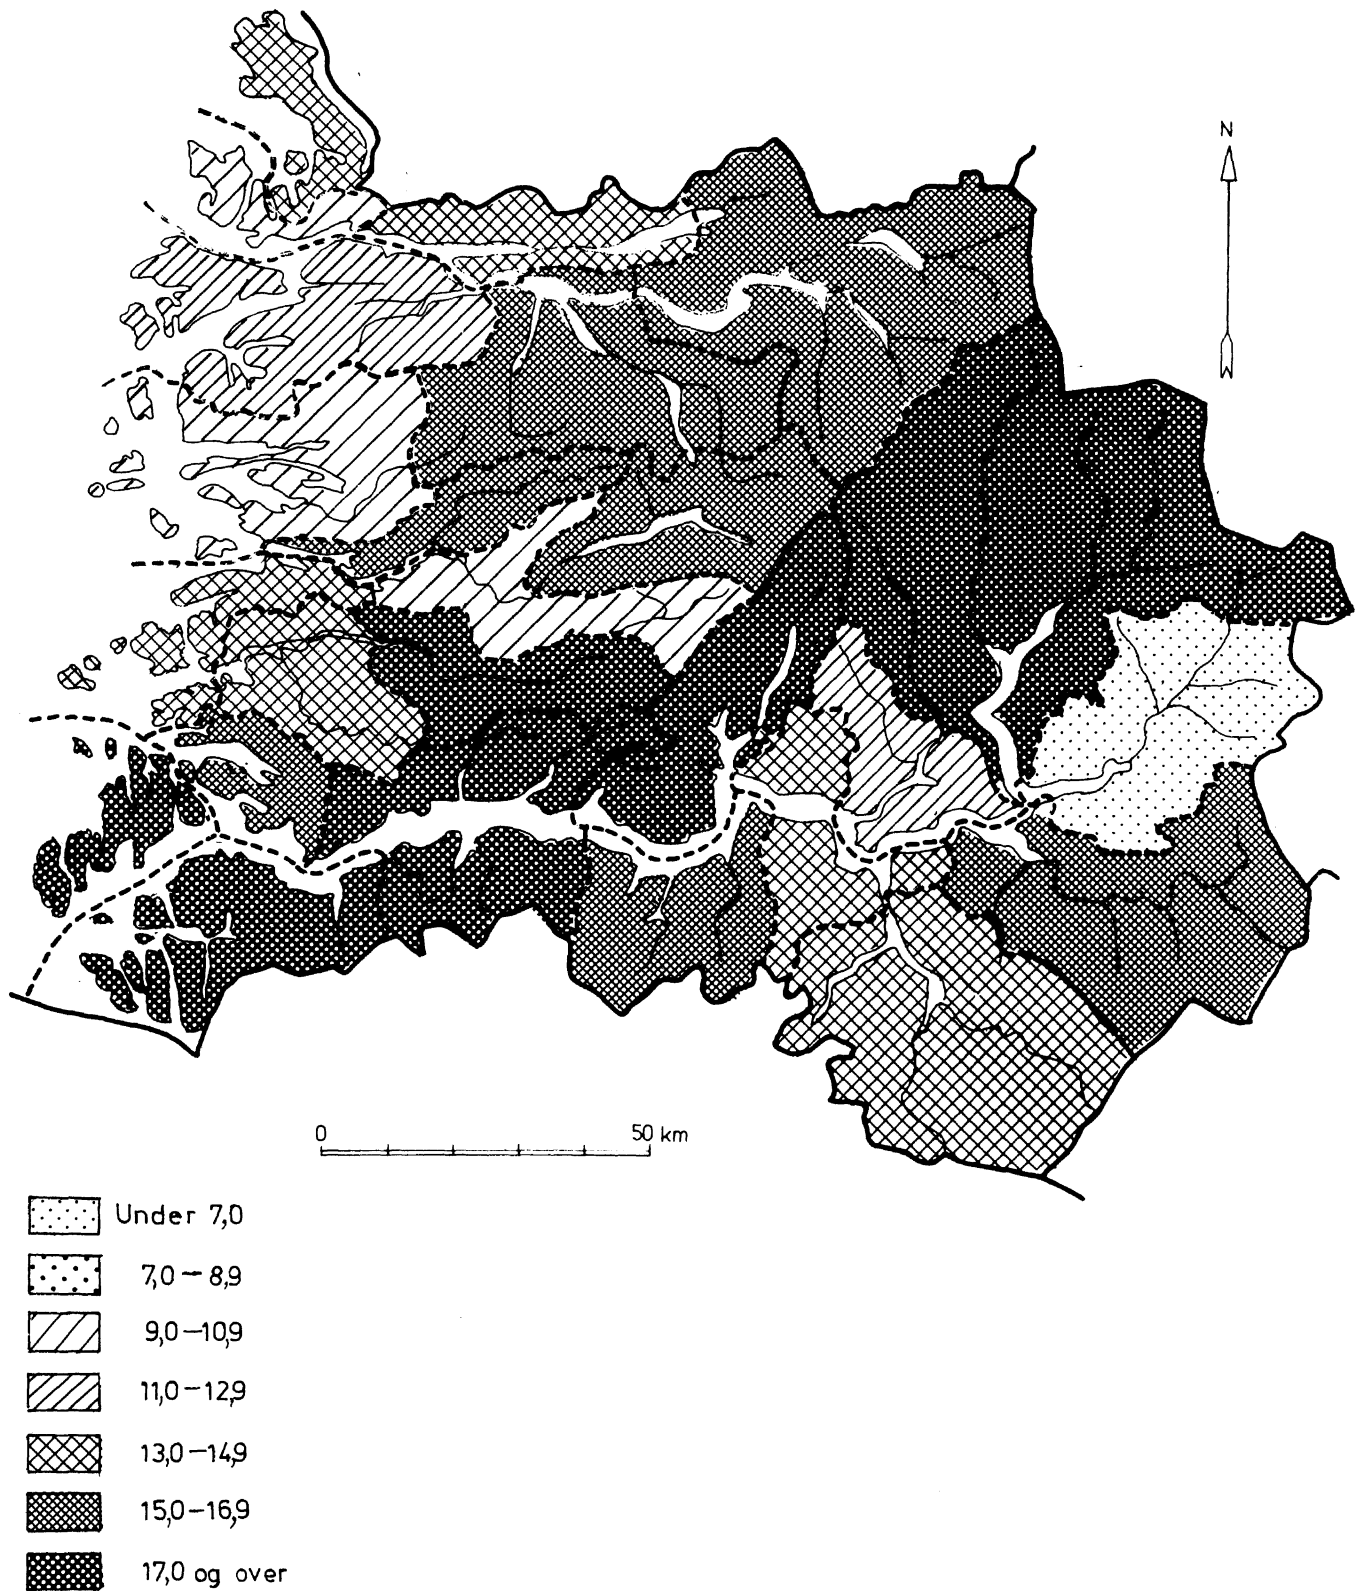 N
0 50 km
Under 7,0
7,0 – 8,9
9,0 – 10,9
11,0 – 12,9
13,0 – 14,9
15,0 – 16,9
17,0 og over